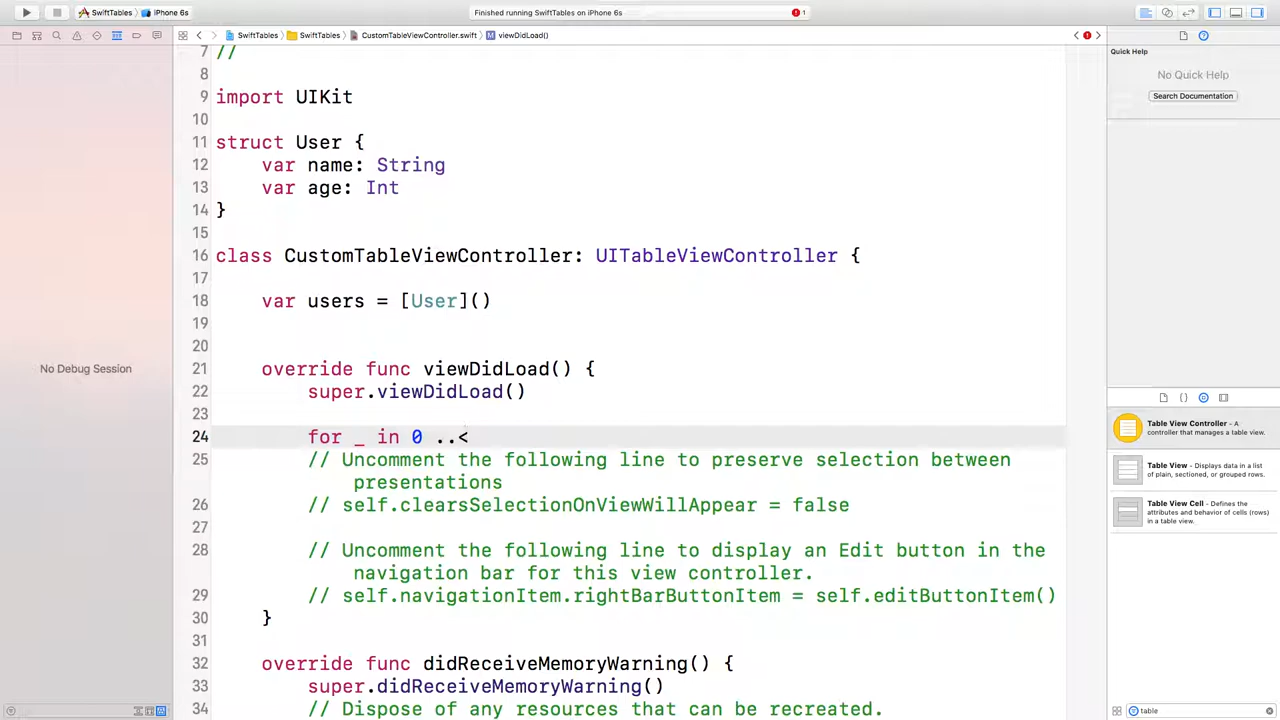 SwiftTables
iPhone 6s
Finished running SwiftTables on iPhone 6s
1
SwiftTables
SwiftTables
CustomTableViewController.swift
viewDidLoad()
No Debug Session
7 //
8
9 import UIKit
10
11 struct User {
12 var name: String
13 var age: Int
14 }
15
16 class CustomTableViewController: UITableViewController {
17
18 var users = [User]()
19
20
21 override func viewDidLoad() {
22 super.viewDidLoad()
23
24 for _ in 0 ..<
25 // Uncomment the following line to preserve selection between
presentations
26 // self.clearsSelectionOnViewWillAppear = false
27
28 // Uncomment the following line to display an Edit button in the
navigation bar for this view controller.
29 // self.navigationItem.rightBarButtonItem = self.editButtonItem()
30 }
31
32 override func didReceiveMemoryWarning() {
33 super.didReceiveMemoryWarning()
34 // Dispose of any resources that can be recreated.
Quick Help
No Quick Help
Search Documentation
Table View Controller - A
controller that manages a table view.
Table View - Displays data in a list
of plain, sectioned, or grouped rows.
Table View Cell - Defines the
attributes and behavior of cells (rows)
in a table view.
table